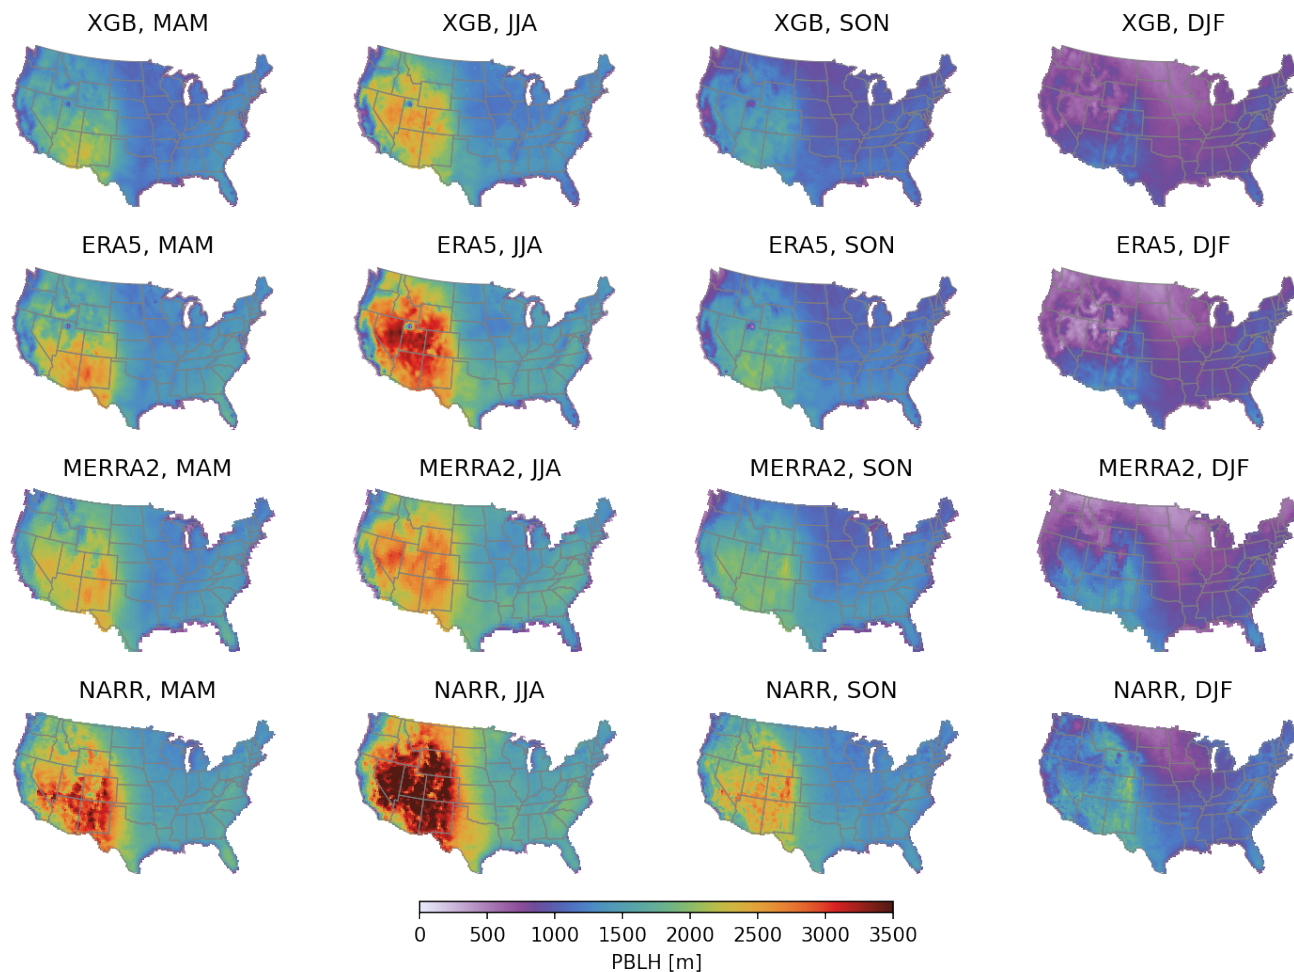 XGB, MAM
XGB, JJA
XGB, SON
XGB, DJF
ERA5, MAM
ERA5, JJA
ERA5, SON
ERA5, DJF
MERRA2, MAM
MERRA2, JJA
MERRA2, SON
MERRA2, DJF
NARR, MAM
NARR, JJA
NARR, SON
NARR, DJF
0 500 1000 1500 2000 2500 3000 3500
PBLH [m]